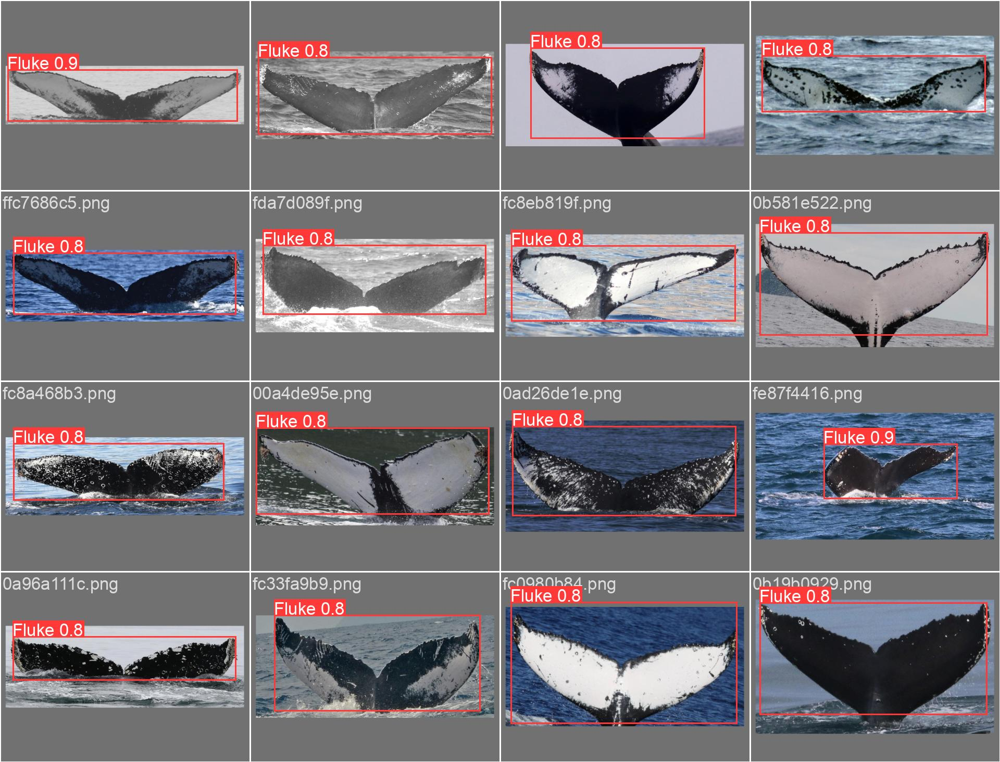 Fluke 0.9
Fluke 0.8
Fluke 0.8
Fluke 0.8
ffc7686c5.png
fda7d089f.png
fc8eb819f.png
0b581e522.png
Fluke 0.8
Fluke 0.8
Fluke 0.8
Fluke 0.8
fc8a468b3.png
00a4de95e.png
0ad26de1e.png
fe87f4416.png
Fluke 0.8
Fluke 0.8
Fluke 0.8
Fluke 0.9
0a96a111c.png
fc33fa9b9.png
fc0980b84.png
0b19b0929.png
Fluke 0.8
Fluke 0.8
Fluke 0.8
Fluke 0.8